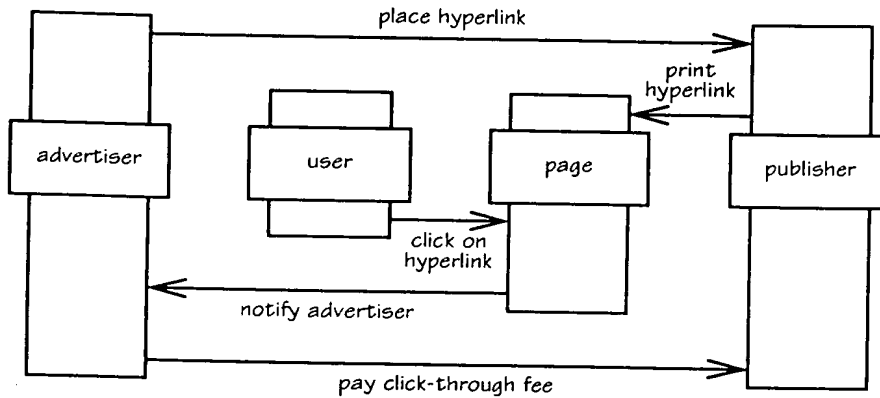 place hyperlink
print
hyperlink
advertiser
user
page
publisher
click on
hyperlink
notify advertiser
pay click-through fee